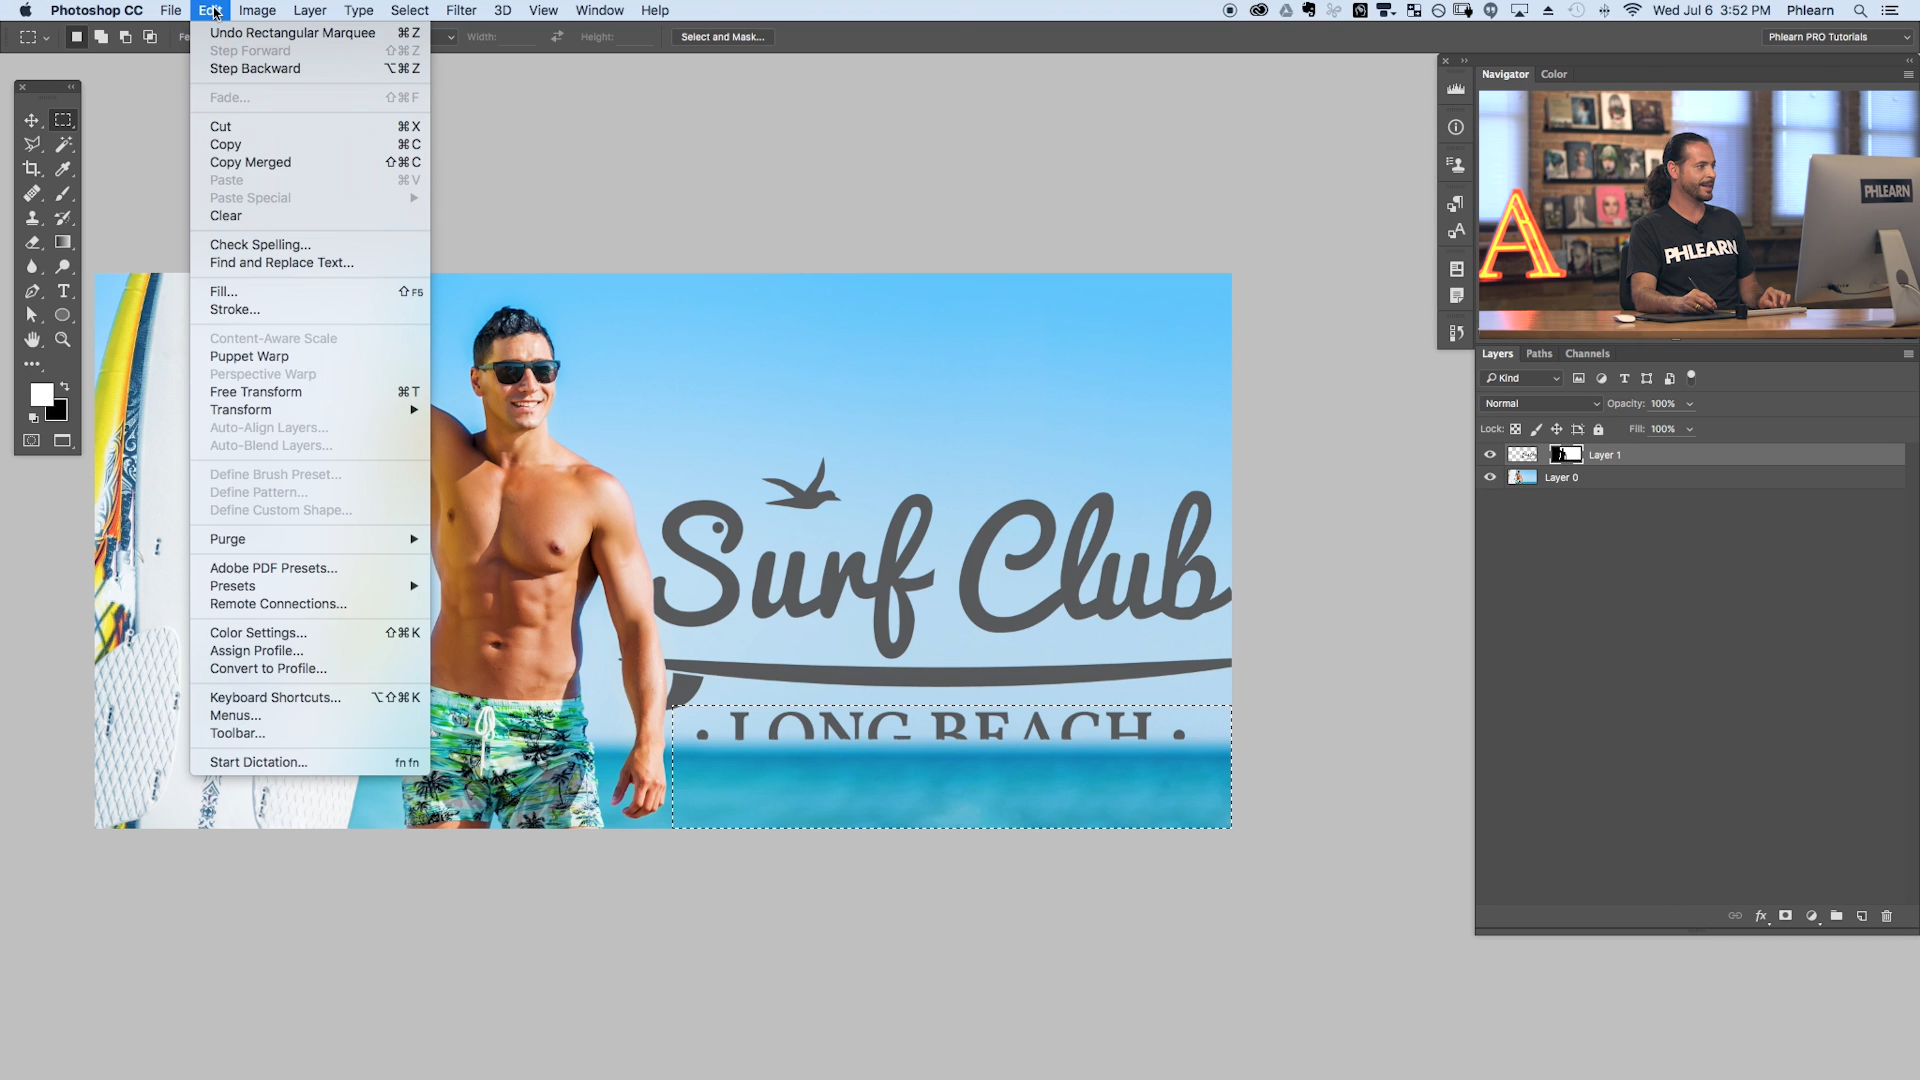 Photoshop CC File Edit Image Layer Type Select Filter 3D View Window Help Wed Jul 6 3:52 PM Phlearn
Width: Height: Select and Mask... Phlearn PRO Tutorials
Undo Rectangular Marquee ⌘Z
Step Forward ⇧⌘Z
Step Backward ⌥⌘Z
Fade... ⇧⌘F
Cut ⌘X
Copy ⌘C
Copy Merged ⇧⌘C
Paste ⌘V
Paste Special
Clear
Check Spelling...
Find and Replace Text...
Fill... ⇧F5
Stroke...
Content-Aware Scale
Puppet Warp
Perspective Warp
Free Transform ⌘T
Transform
Auto-Align Layers...
Auto-Blend Layers...
Define Brush Preset...
Define Pattern...
Define Custom Shape...
Purge
Adobe PDF Presets...
Presets
Remote Connections...
Color Settings... ⇧⌘K
Assign Profile...
Convert to Profile...
Keyboard Shortcuts... ⌥⇧⌘K
Menus...
Toolbar...
Start Dictation... fn fn
Surf Club
· LONG BEACH ·
Navigator Color
A
PHLEARN
PHLEARN
Layers Paths Channels
Kind
Normal Opacity: 100%
Lock: Fill: 100%
Layer 1
Layer 0
fx